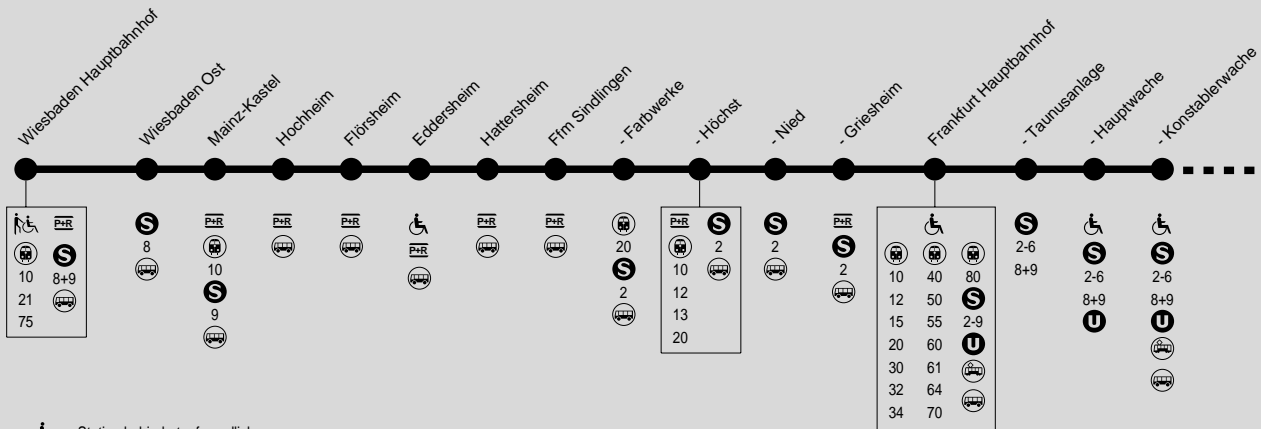 Wiesbaden Hauptbahnhof
Wiesbaden Ost
Mainz-Kastel
Hochheim
Flörsheim
Eddersheim
Hattersheim
Ffm Sindlingen
- Farbwerke
- Höchst
- Nied
- Griesheim
Frankfurt Hauptbahnhof
- Taunusanlage
- Hauptwache
- Konstablerwache
P+R
10
21
75
S
8+9
S
8
P+R
10
S
9
P+R
P+R
P+R
P+R
P+R
20
S
2
P+R
10
12
13
20
S
2
S
2
P+R
S
2
10
12
15
20
30
32
34
40
50
55
60
61
64
70
80
S
2-9
U
S
2-6
8+9
S
2-6
8+9
U
S
2-6
8+9
U